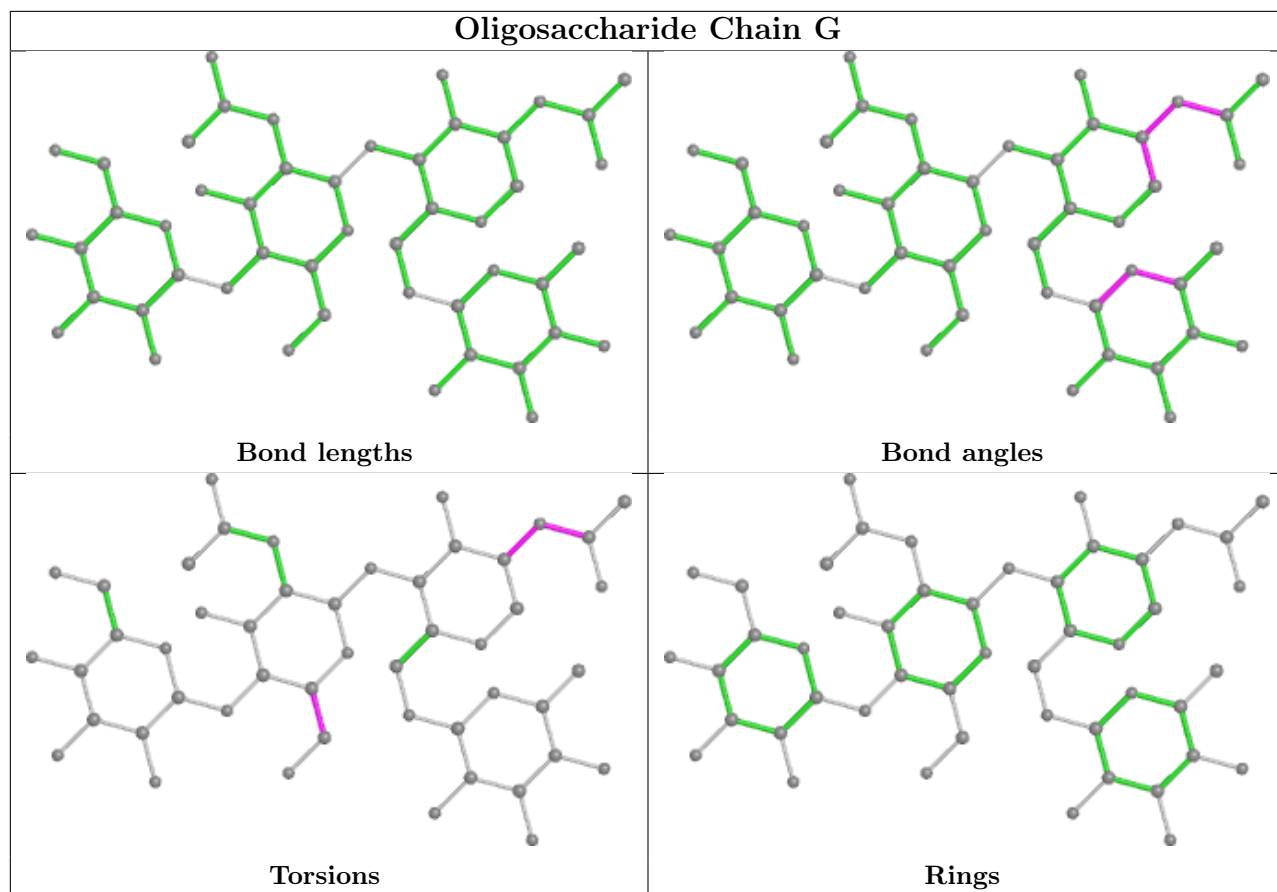 Oligosaccharide Chain G
Bond lengths
Bond angles
Torsions
Rings